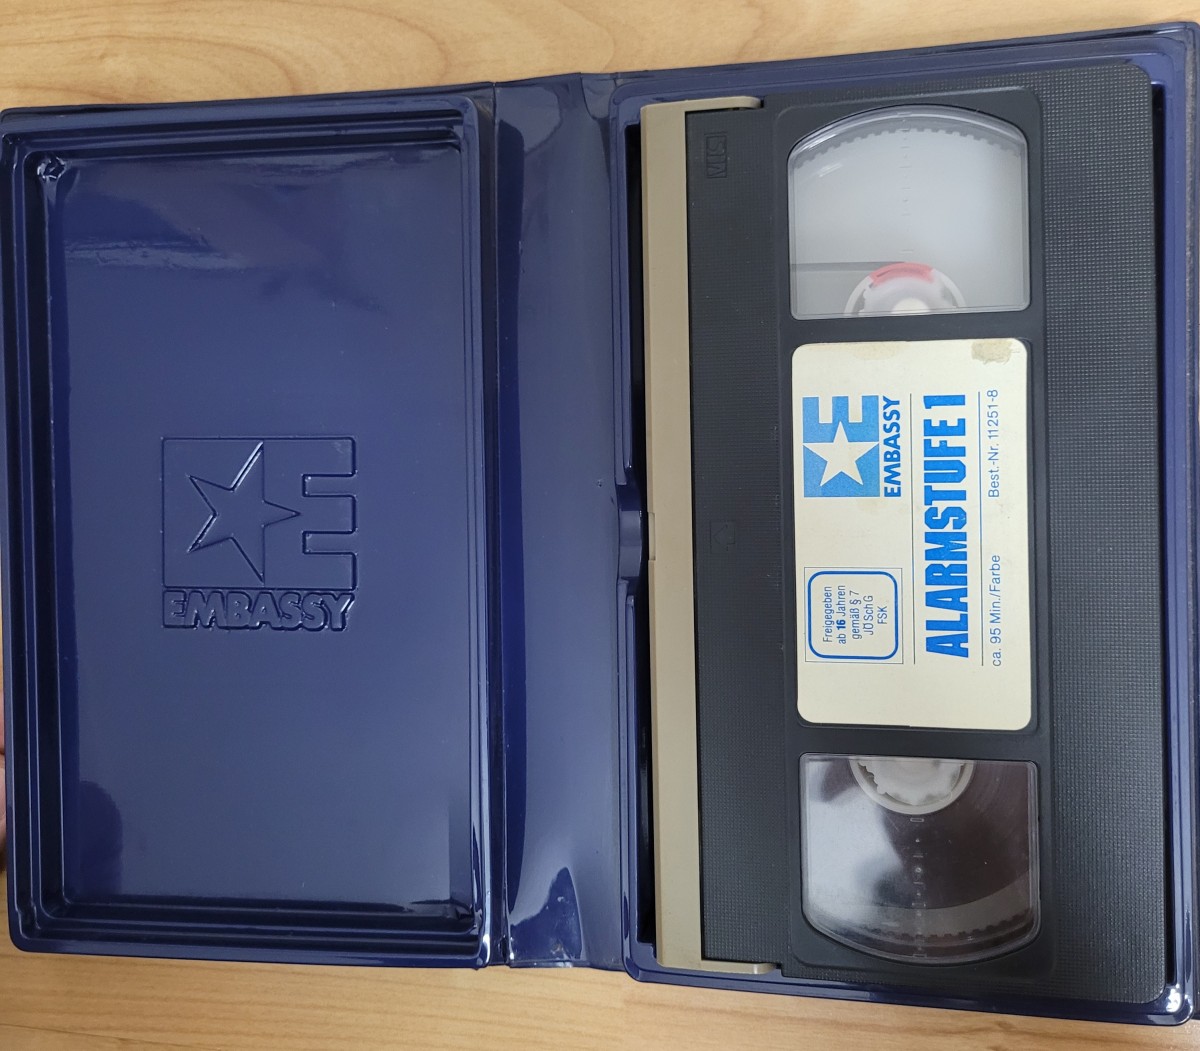 EMBASSY
VHS
EMBASSY
Freigegeben
ab 16 Jahren
gemäß § 7
JÖSchG
FSK
ALARMSTUFE 1
ca. 95 Min./Farbe
Best.-Nr. 11251-8